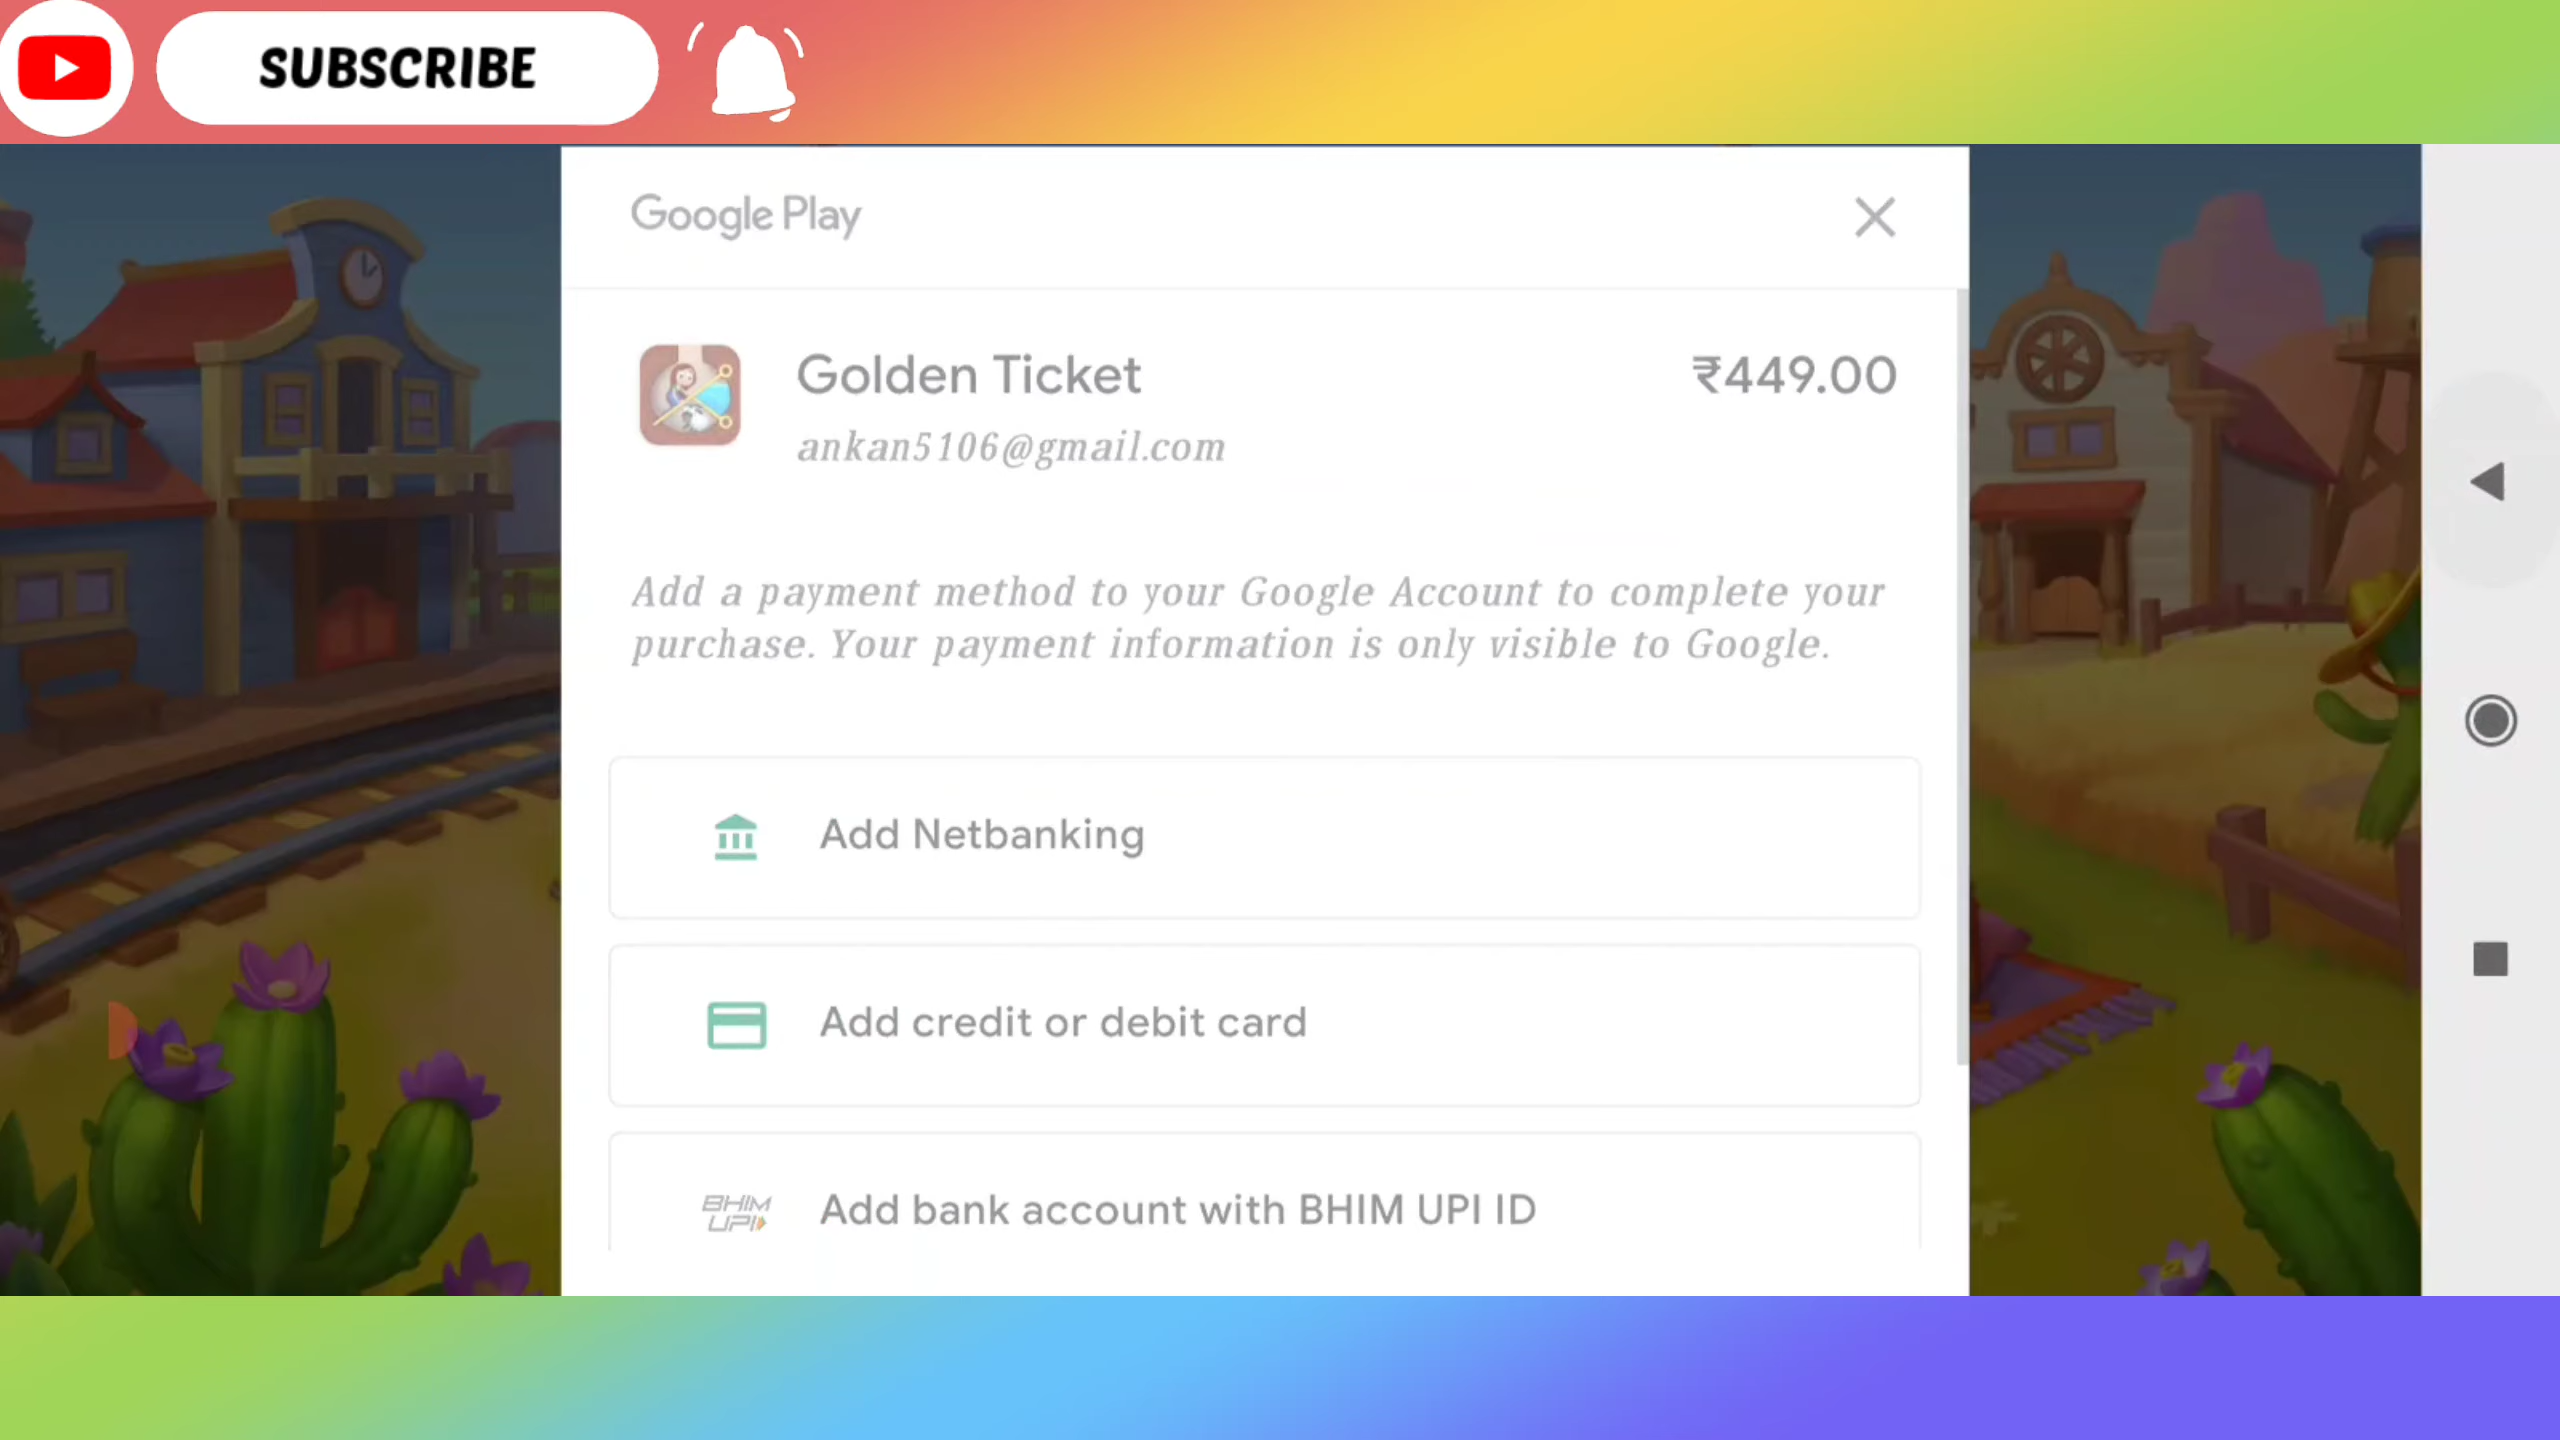 SUBSCRIBE
Google Play
Golden Ticket
₹449.00
ankan5106@gmail.com
Add a payment method to your Google Account to complete your
purchase. Your payment information is only visible to Google.
Add Netbanking
Add credit or debit card
BHIM
UPI
Add bank account with BHIM UPI ID